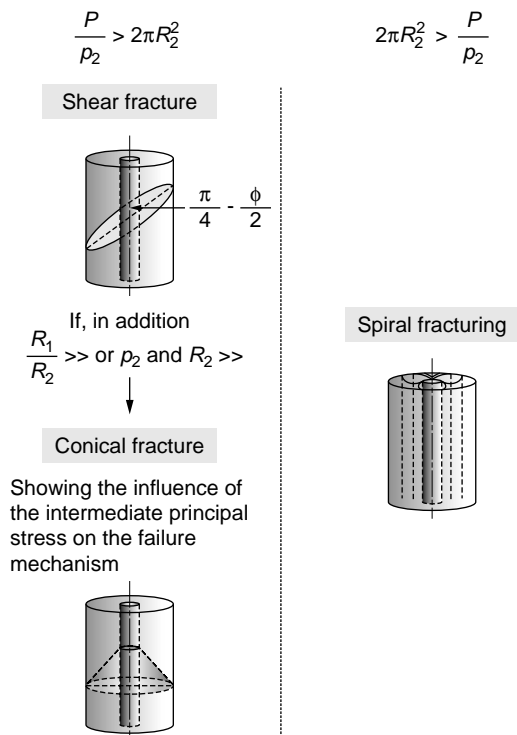 P/p₂ > 2πR₂²
Shear fracture
π/4 - ϕ/2
If, in addition
R₁/R₂ >> or p₂ and R₂ >>
Conical fracture
Showing the influence of
the intermediate principal
stress on the failure
mechanism
2πR₂² > P/p₂
Spiral fracturing